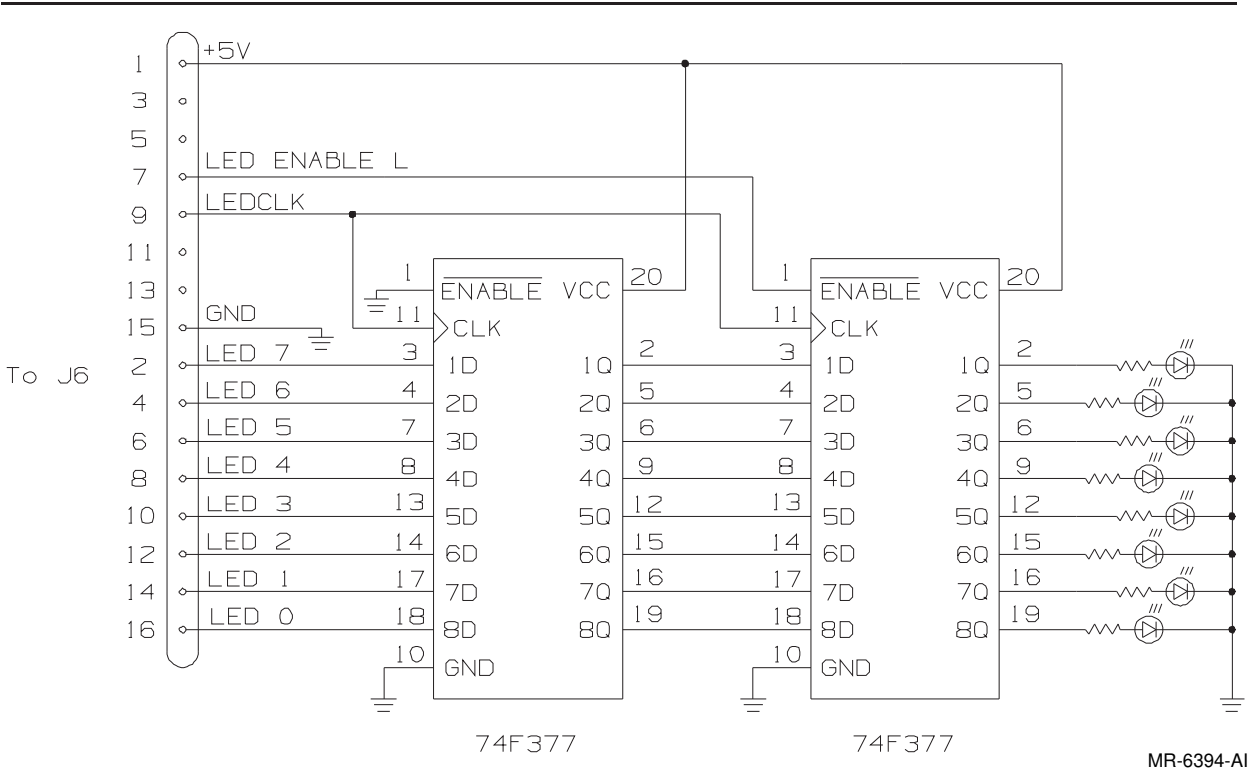 +5V
1
3
5
LED ENABLE L
7
LEDCLK
9
11
13
1 ENABLE VCC 20
1 ENABLE VCC 20
GND
15
11 CLK
11 CLK
To J6
2 LED 7 3 1D 1Q 2 3 1D 1Q 2
4 LED 6 4 2D 2Q 5 4 2D 2Q 5
6 LED 5 7 3D 3Q 6 7 3D 3Q 6
8 LED 4 8 4D 4Q 9 8 4D 4Q 9
10 LED 3 13 5D 5Q 12 13 5D 5Q 12
12 LED 2 14 6D 6Q 15 14 6D 6Q 15
14 LED 1 17 7D 7Q 16 17 7D 7Q 16
16 LED 0 18 8D 8Q 19 18 8D 8Q 19
10 GND
10 GND
74F377
74F377
MR-6394-AI